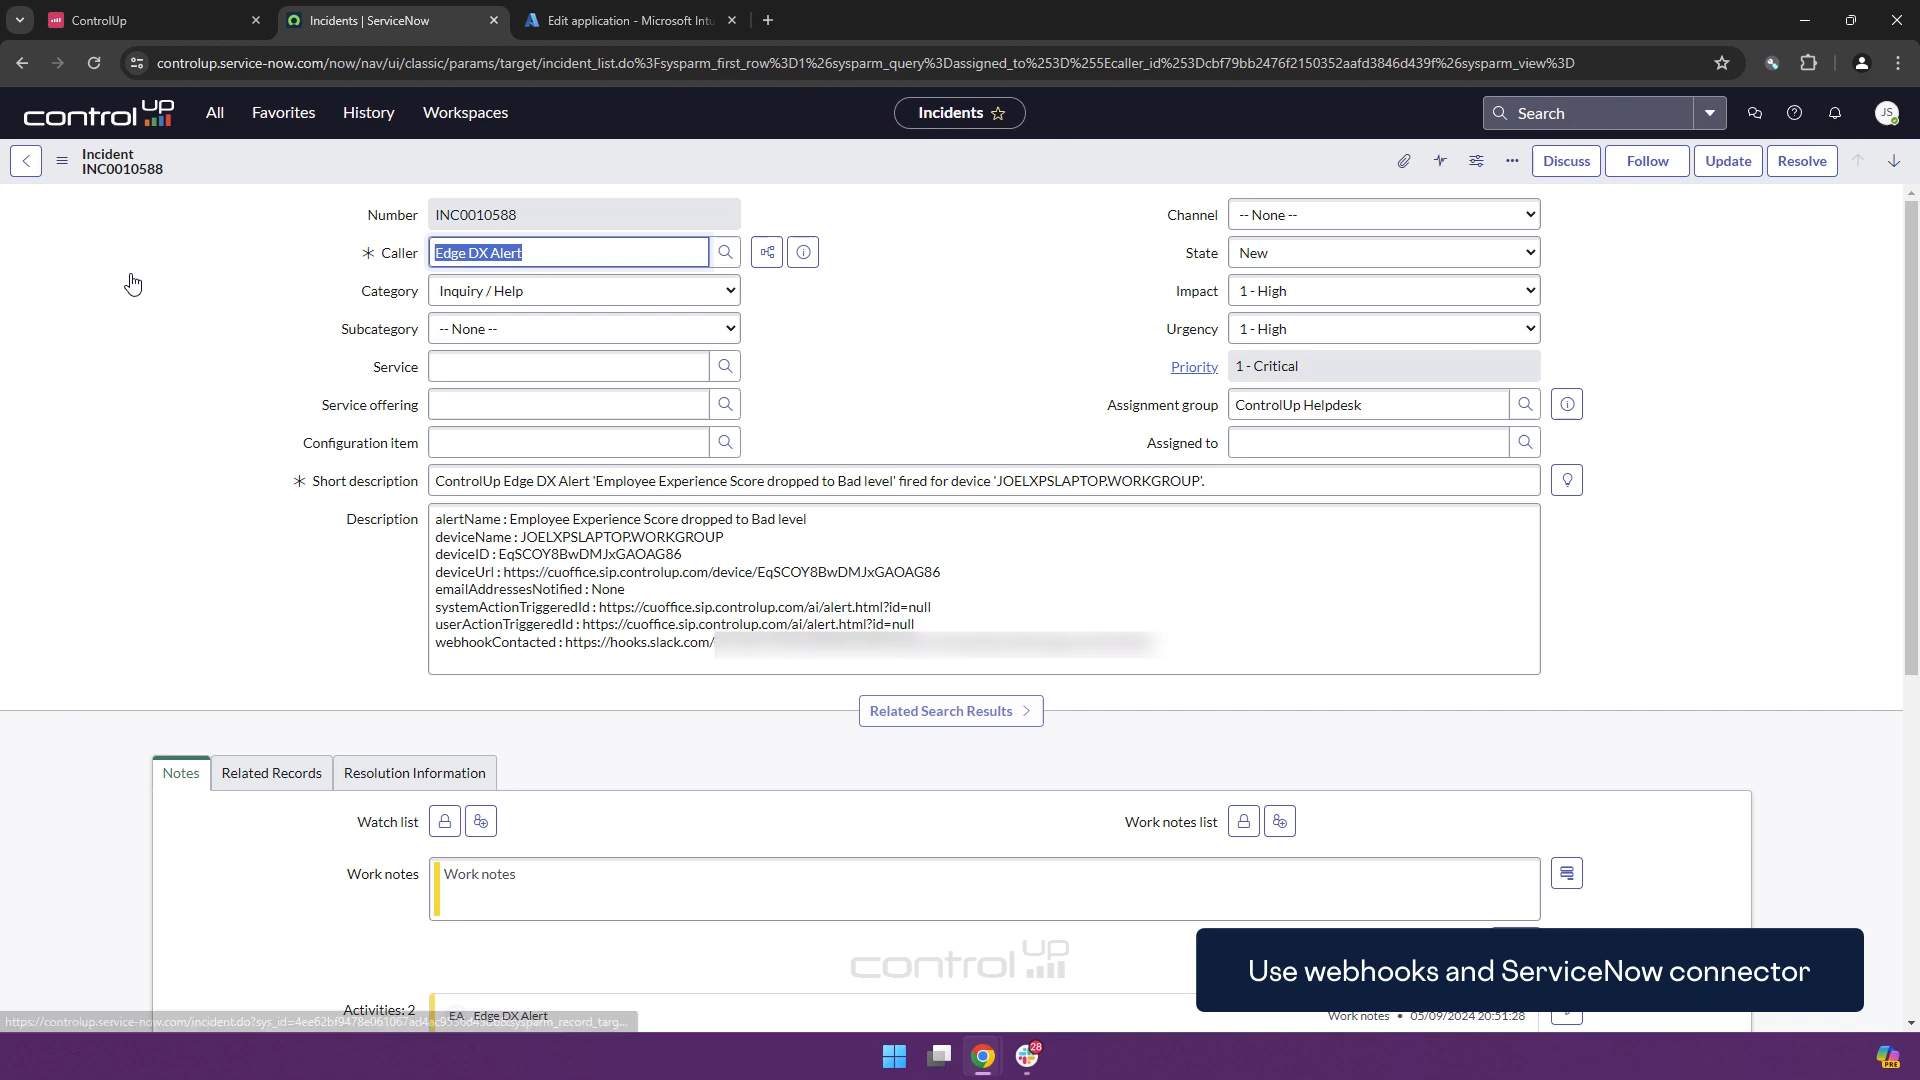 ControlUp
Incidents | ServiceNow
Edit application - Microsoft Intu
controlup.service-now.com/now/nav/ui/classic/params/target/incident_list.do%3Fsysparm_first_row%3D1%26sysparm_query%3Dassigned_to%253D%255Ecaller_id%253Dcbf79bb2476f2150352aafd3846d439f%26sysparm_view%3D
control up
All
Favorites
History
Workspaces
Incidents
Search
JS
Incident
INC0010588
Discuss
Follow
Update
Resolve
Number
INC0010588
Channel
-- None --
Caller
Edge DX Alert
State
New
Category
Inquiry / Help
Impact
1 - High
Subcategory
-- None --
Urgency
1 - High
Service
Priority
1 - Critical
Service offering
Assignment group
ControlUp Helpdesk
Configuration item
Assigned to
Short description
ControlUp Edge DX Alert 'Employee Experience Score dropped to Bad level' fired for device 'JOELXPSLAPTOP.WORKGROUP'.
Description
alertName : Employee Experience Score dropped to Bad level
deviceName : JOELXPSLAPTOP.WORKGROUP
deviceID : EqSCOY8BwDMJxGAOAG86
deviceUrl : https://cuoffice.sip.controlup.com/device/EqSCOY8BwDMJxGAOAG86
emailAddressesNotified : None
systemActionTriggeredId : https://cuoffice.sip.controlup.com/ai/alert.html?id=null
userActionTriggeredId : https://cuoffice.sip.controlup.com/ai/alert.html?id=null
webhookContacted : https://hooks.slack.com/
Related Search Results
Notes
Related Records
Resolution Information
Watch list
Work notes list
Work notes
Work notes
control up
Use webhooks and ServiceNow connector
Activities: 2
EA
Edge DX Alert
Work notes • 05/09/2024 20:51:28
28
PRE